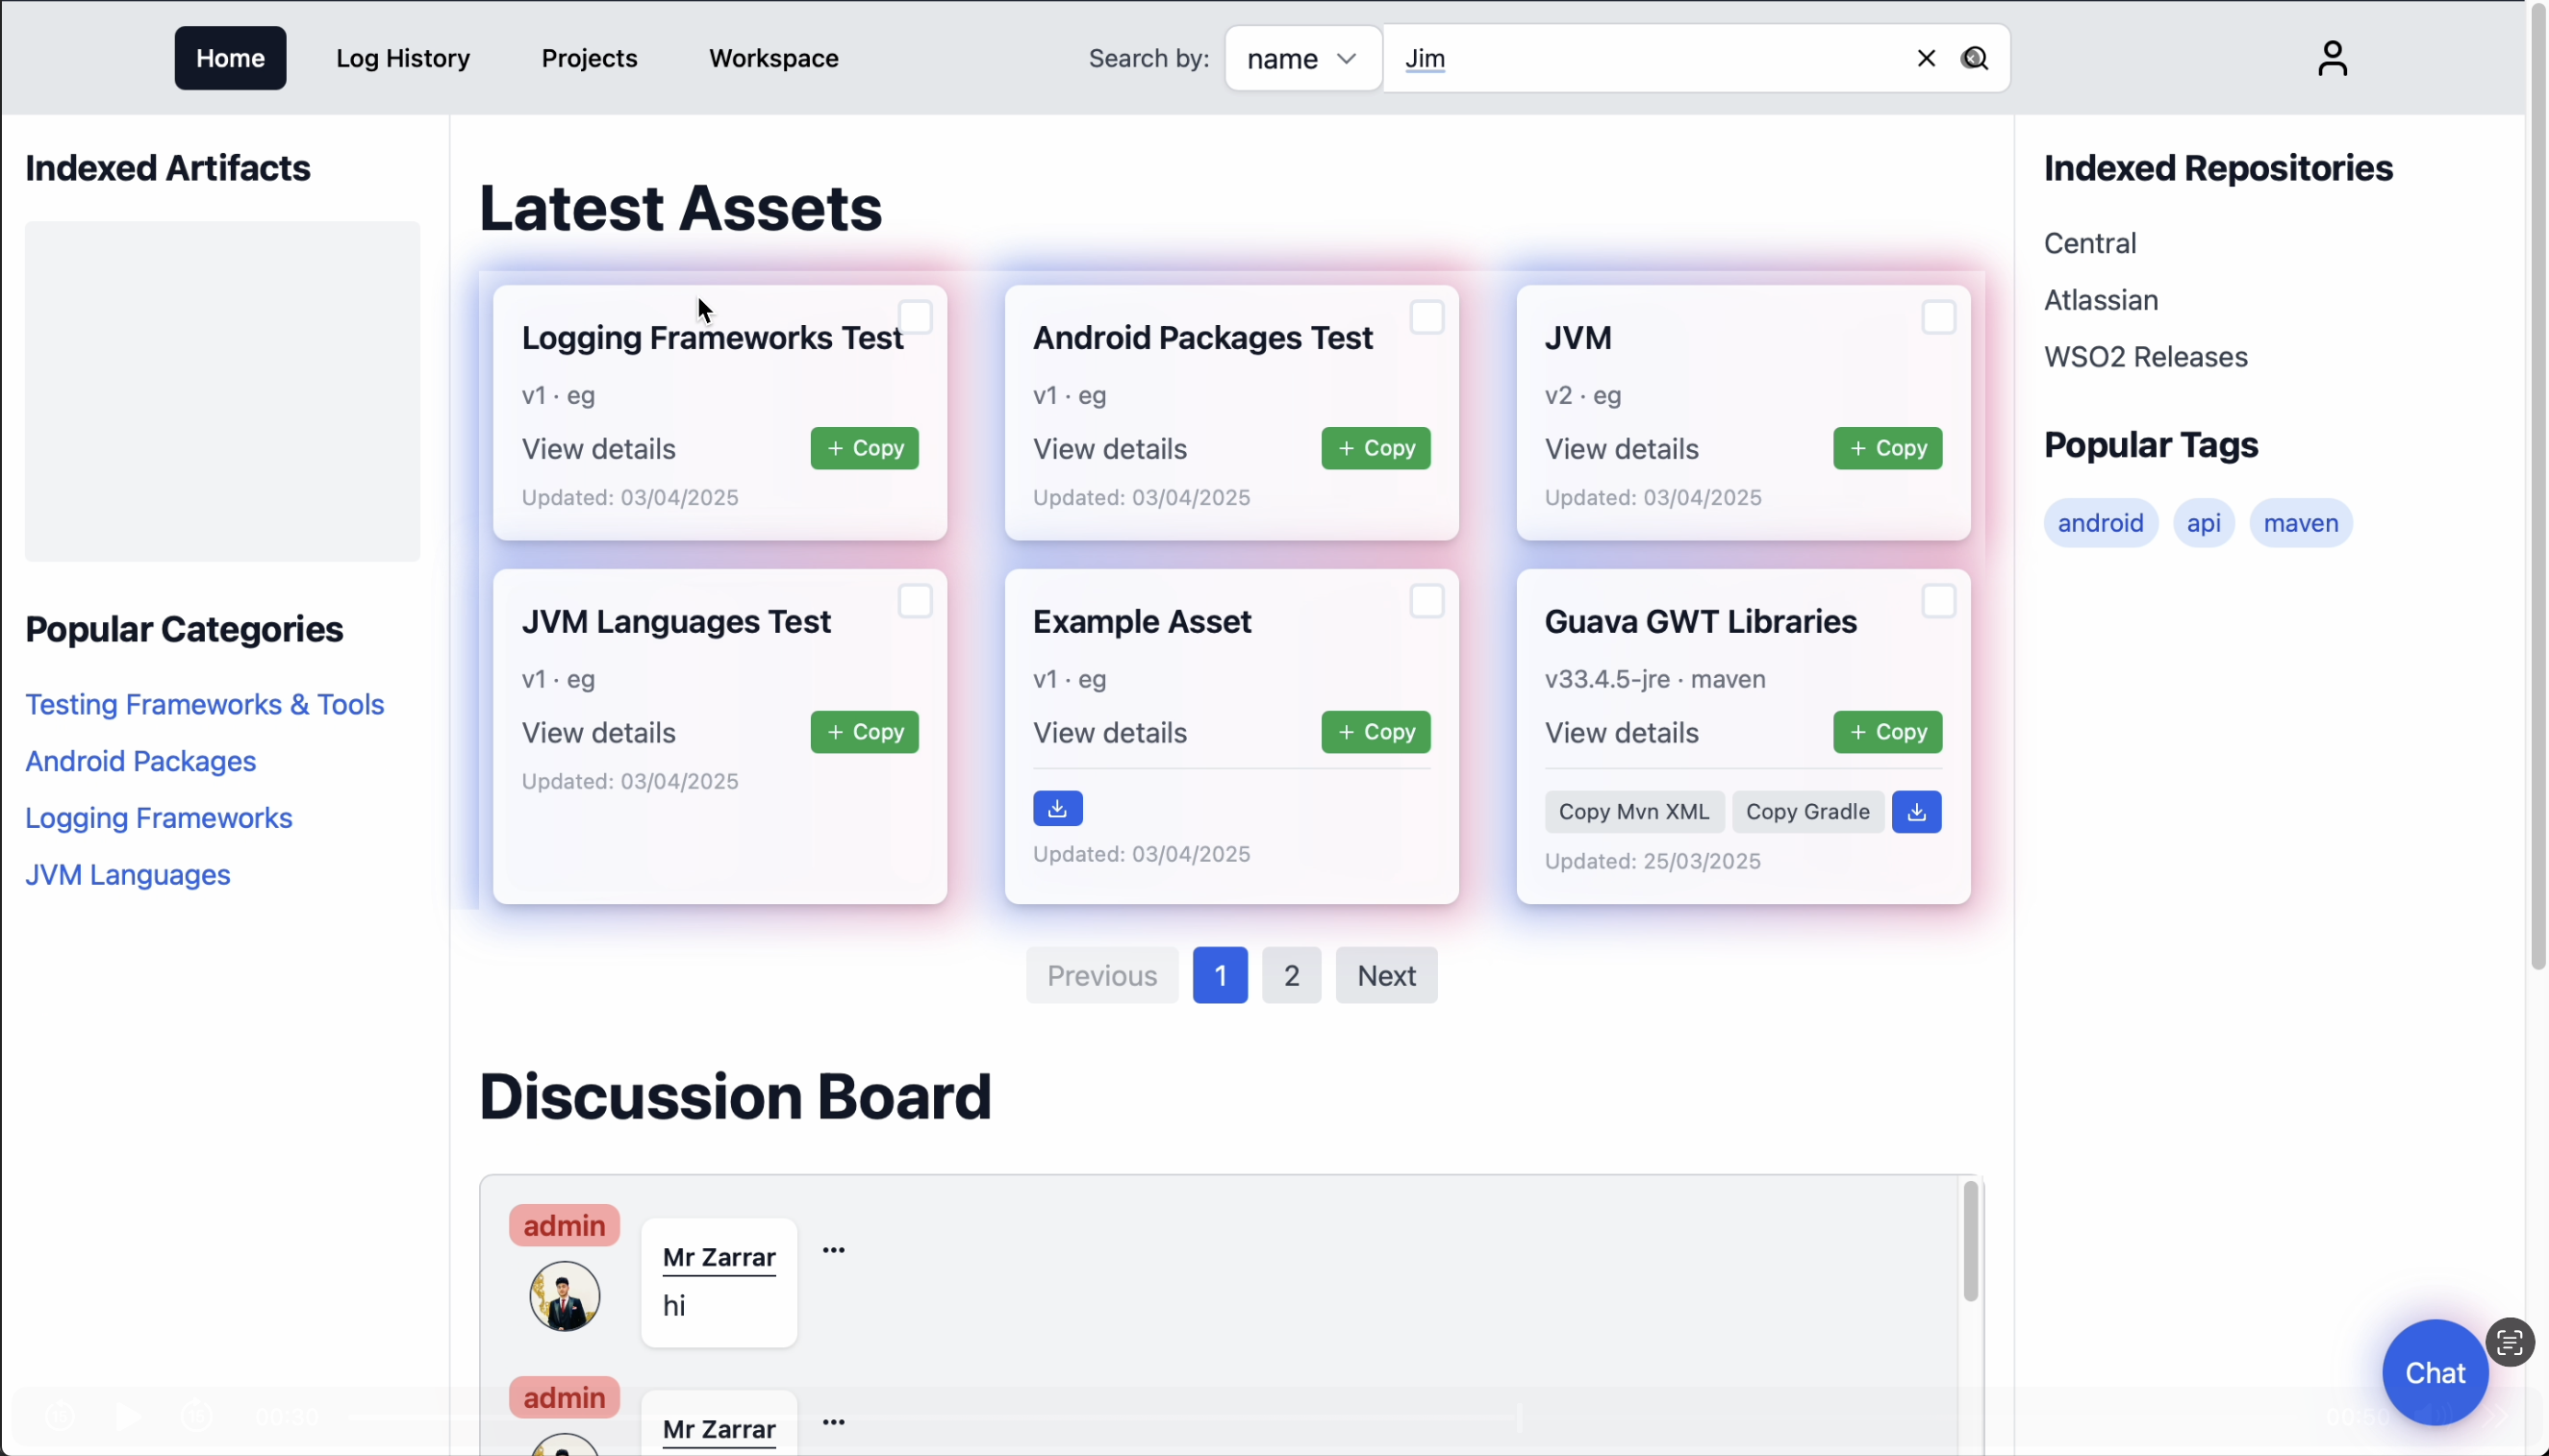 Home Log History Projects Workspace Search by: name Jim
Indexed Artifacts
Popular Categories
Testing Frameworks & Tools
Android Packages
Logging Frameworks
JVM Languages
Latest Assets
Logging Frameworks Test
v1 · eg
View details + Copy
Updated: 03/04/2025
Android Packages Test
v1 · eg
View details + Copy
Updated: 03/04/2025
JVM
v2 · eg
View details + Copy
Updated: 03/04/2025
JVM Languages Test
v1 · eg
View details + Copy
Updated: 03/04/2025
Example Asset
v1 · eg
View details + Copy
Updated: 03/04/2025
Guava GWT Libraries
v33.4.5-jre · maven
View details + Copy
Copy Mvn XML Copy Gradle
Updated: 25/03/2025
Previous 1 2 Next
Discussion Board
admin
Mr Zarrar
hi
admin
Mr Zarrar
Indexed Repositories
Central
Atlassian
WSO2 Releases
Popular Tags
android api maven
Chat